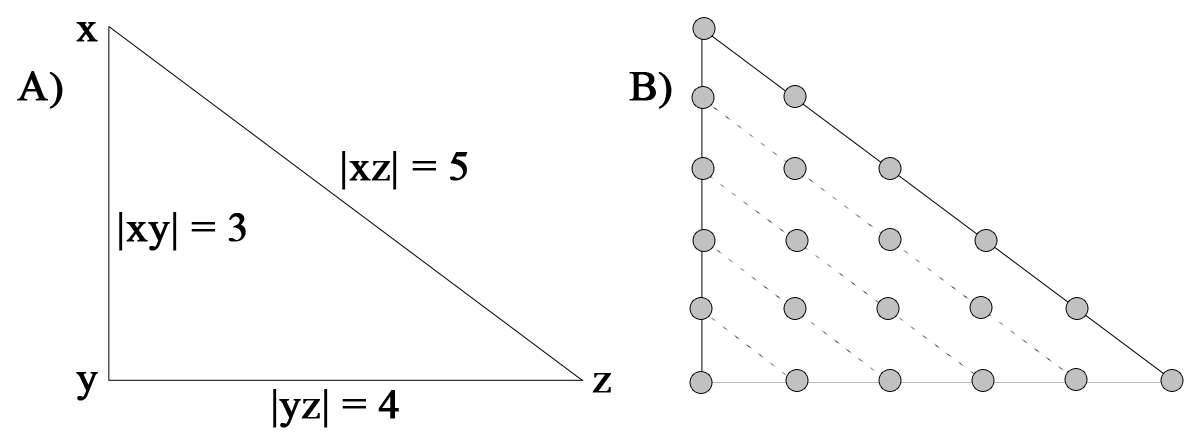 x
A)
|xz| = 5
|xy| = 3
y
z
|yz| = 4
B)